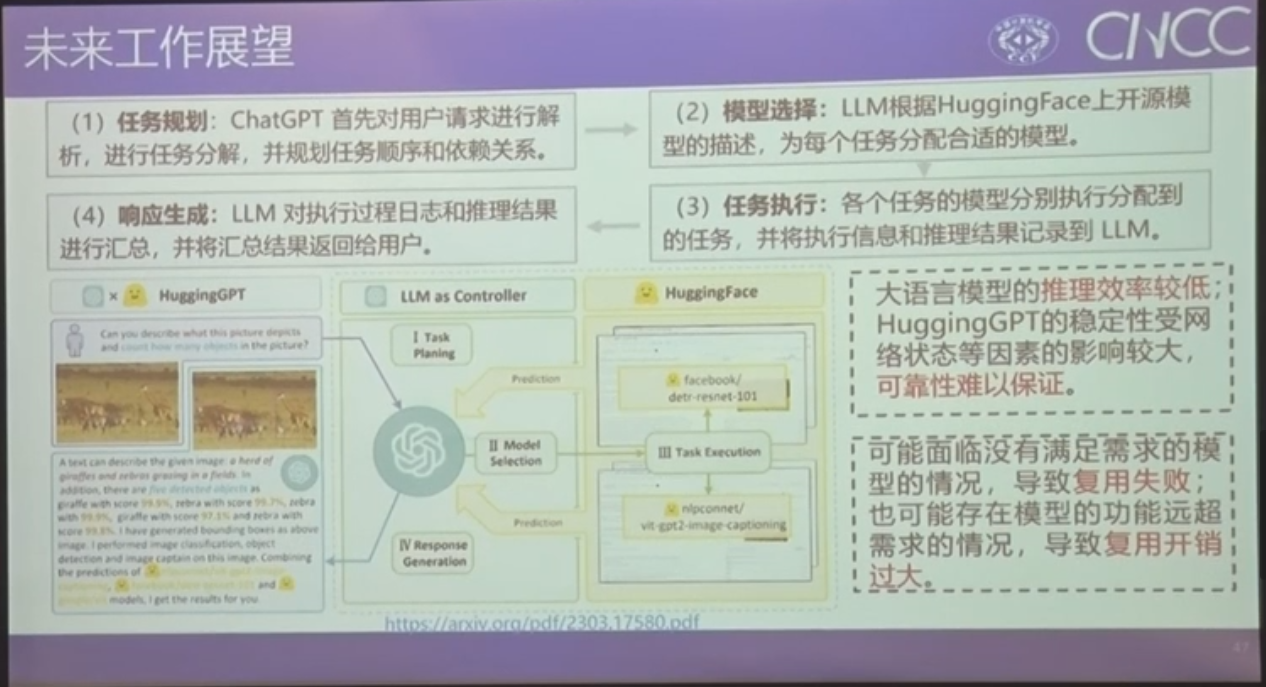 未来工作展望
CNCC
（1）任务规划：ChatGPT 首先对用户请求进行解
析，进行任务分解，并规划任务顺序和依赖关系。
（2）模型选择：LLM根据HuggingFace上开源模
型的描述，为每个任务分配合适的模型。
（4）响应生成：LLM 对执行过程日志和推理结果
进行汇总，并将汇总结果返回给用户。
（3）任务执行：各个任务的模型分别执行分配到
的任务，并将执行信息和推理结果记录到 LLM。
× HuggingGPT
LLM as Controller
HuggingFace
Can you describe what this picture depicts
and count how many objects in the picture?
A text can describe the given image: a herd of
giraffes and zebras grazing in a fields. In
addition, there are five detected objects as
giraffe with score 99.9%, zebra with score 99.7%, zebra
with 99.9%, giraffe with score 97.1% and zebra with
score 99.8%. I have generated bounding boxes as above
image. I performed image classification, object
detection and image caption on this image. Combining
the predictions of
and
models, I get the results for you.
I Task
Planing
Prediction
II Model
Selection
Prediction
IV Response
Generation
facebook/
detr-resnet-101
III Task Execution
nlpconnet/
vit-gpt2-image-captioning
大语言模型的推理效率较低；
HuggingGPT的稳定性受网
络状态等因素的影响较大，
可靠性难以保证。
可能面临没有满足需求的模
型的情况，导致复用失败；
也可能存在模型的功能远超
需求的情况，导致复用开销
过大。
https://arxiv.org/pdf/2303.17580.pdf
47